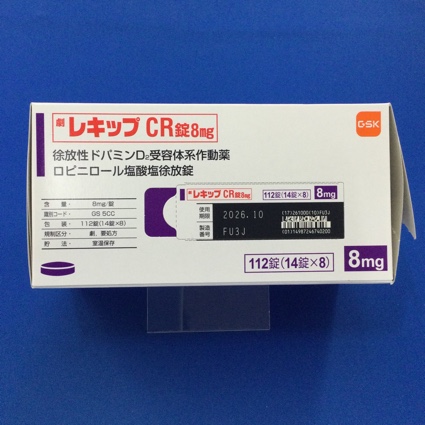 劇 レキップ CR錠8mg
GSK
徐放性ドパミンD2受容体系作動薬
ロピニロール塩酸塩徐放錠
含量：8mg/錠
識別コード：GS 5CC
包装：112錠(14錠×8)
規制区分：劇、要処方
貯法：室温保存
劇 レキップ CR錠8mg 112錠(14錠×8) 8mg
使用期限 2026.10
製造番号 FU3J
(17)261000(10)FU3J
(01)14987246740200
112錠(14錠×8) 8mg